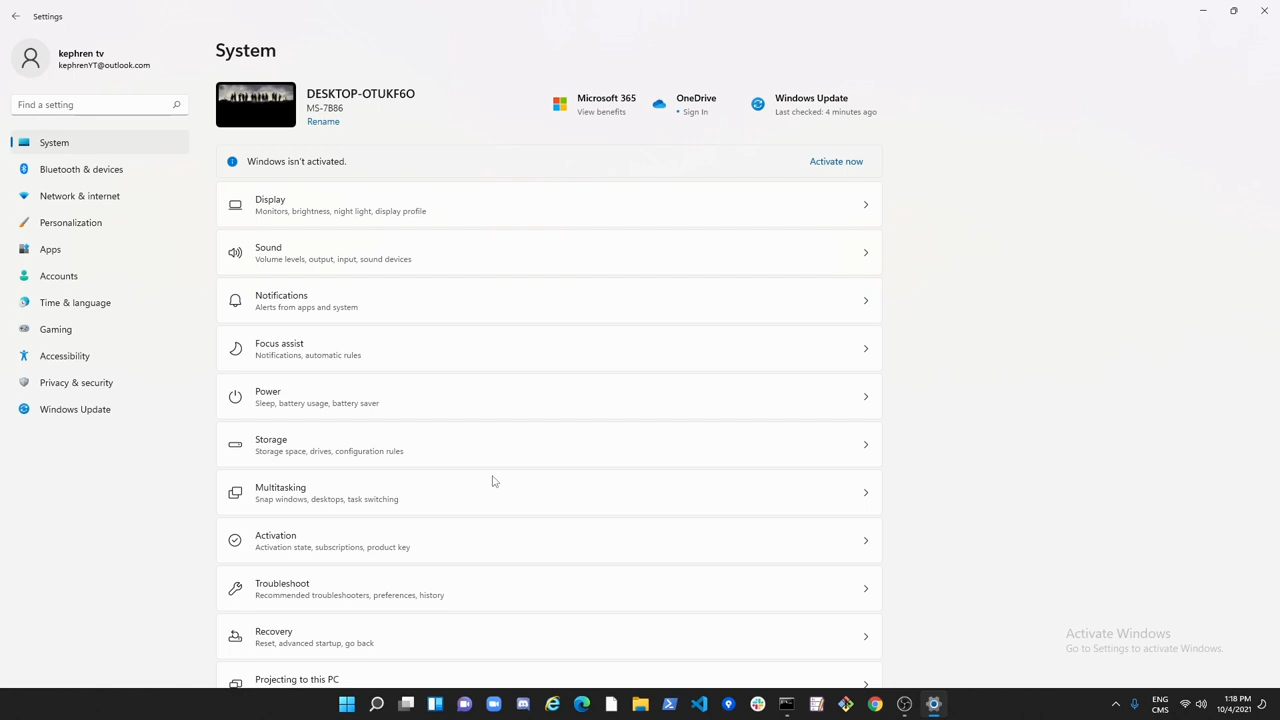 Settings
kephren tv
kephrenYT@outlook.com
Find a setting
System
Bluetooth & devices
Network & internet
Personalization
Apps
Accounts
Time & language
Gaming
Accessibility
Privacy & security
Windows Update
System
DESKTOP-OTUKF6O
MS-7B86
Rename
Microsoft 365
View benefits
OneDrive
• Sign In
Windows Update
Last checked: 4 minutes ago
Windows isn't activated.
Activate now
Display
Monitors, brightness, night light, display profile
Sound
Volume levels, output, input, sound devices
Notifications
Alerts from apps and system
Focus assist
Notifications, automatic rules
Power
Sleep, battery usage, battery saver
Storage
Storage space, drives, configuration rules
Multitasking
Snap windows, desktops, task switching
Activation
Activation state, subscriptions, product key
Troubleshoot
Recommended troubleshooters, preferences, history
Recovery
Reset, advanced startup, go back
Projecting to this PC
Activate Windows
Go to Settings to activate Windows.
ENG
CMS
1:18 PM
10/4/2021